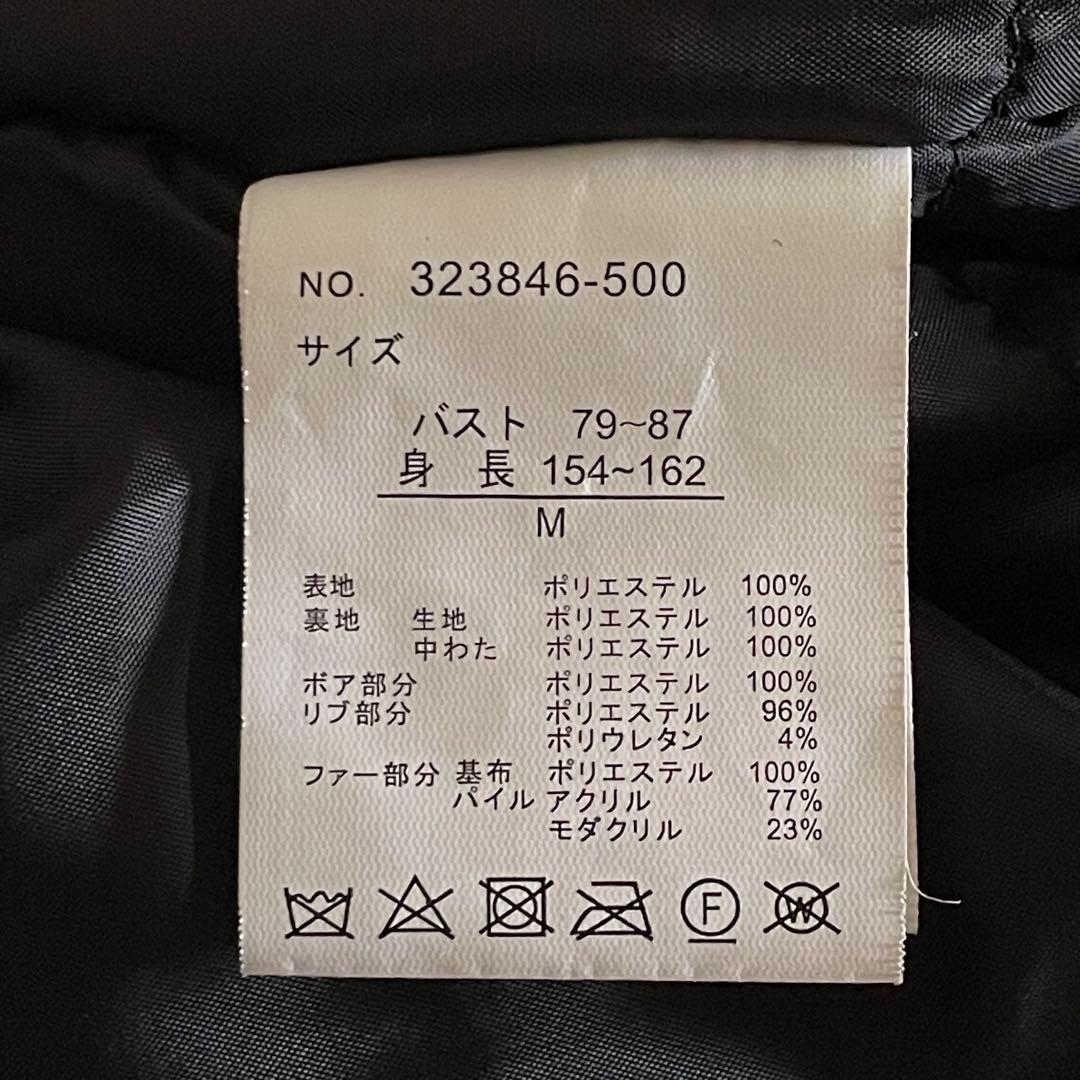 NO. 323846-500
サイズ
バスト 79~87
身 長 154~162
M
表地 ポリエステル 100%
裏地 生地 ポリエステル 100%
中わた ポリエステル 100%
ボア部分 ポリエステル 100%
リブ部分 ポリエステル 96%
ポリウレタン 4%
ファー部分 基布 ポリエステル 100%
パイル アクリル 77%
モダクリル 23%
F W